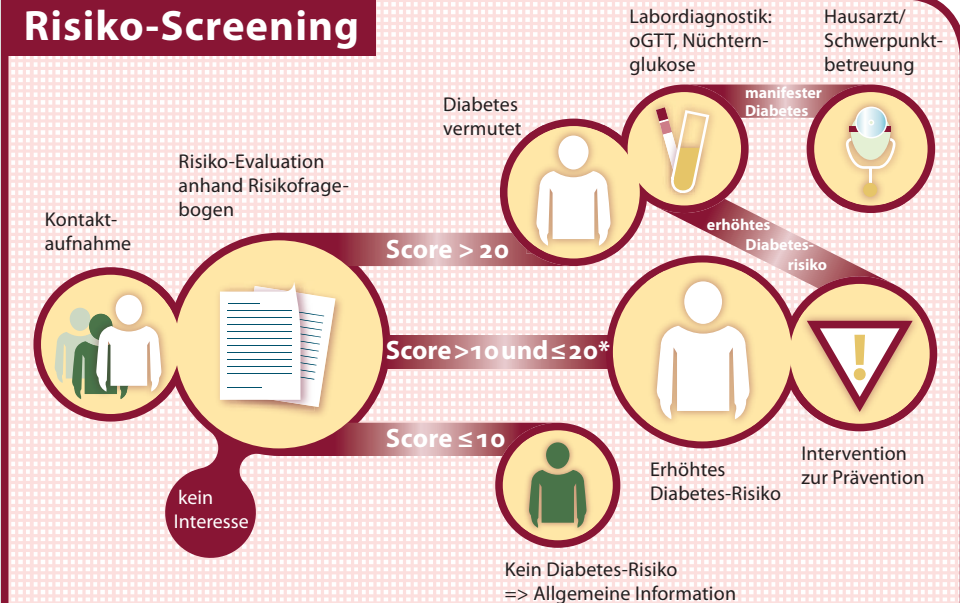 Risiko-Screening
Kontakt-
aufnahme
Risiko-Evaluation
anhand Risikofrage-
bogen
kein
Interesse
Score > 20
Diabetes
vermutet
Labordiagnostik:
oGTT, Nüchtern-
glukose
manifester
Diabetes
Hausarzt/
Schwerpunkt-
betreuung
erhöhtes
Diabetes-
risiko
Score >10 und ≤ 20*
Erhöhtes
Diabetes-Risiko
Intervention
zur Prävention
Score ≤ 10
Kein Diabetes-Risiko
=> Allgemeine Information